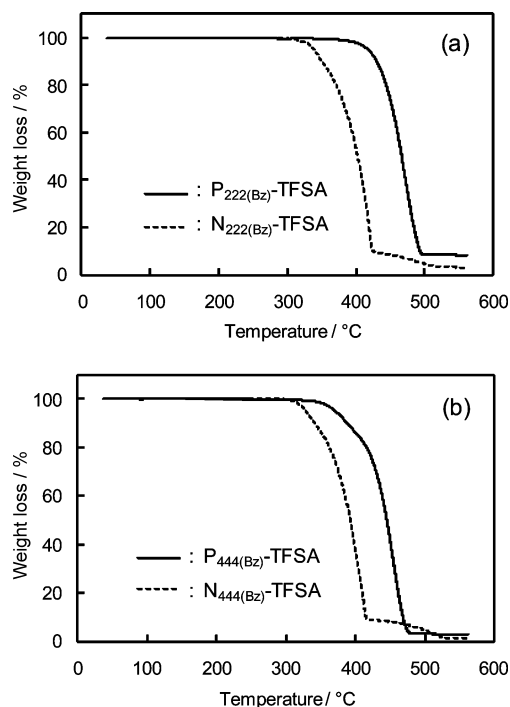 (a)
Weight loss / %
100
80
60
40
20
0
: P222(Bz)-TFSA
: N222(Bz)-TFSA
0 100 200 300 400 500 600
Temperature / °C
(b)
Weight loss / %
100
80
60
40
20
0
: P444(Bz)-TFSA
: N444(Bz)-TFSA
0 100 200 300 400 500 600
Temperature / °C